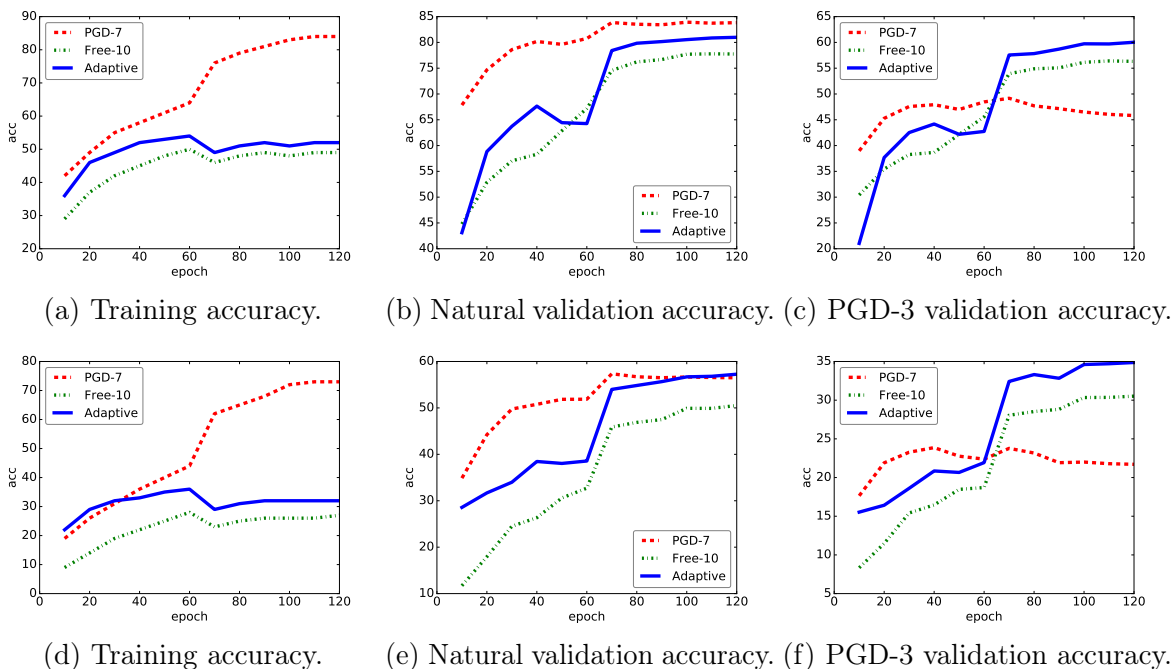 90
80
70
60
50
40
30
20
acc
PGD-7
Free-10
Adaptive
0 20 40 60 80 100 120
epoch
(a) Training accuracy.
85
80
75
70
65
60
55
50
45
40
acc
PGD-7
Free-10
Adaptive
0 20 40 60 80 100 120
epoch
(b) Natural validation accuracy.
65
60
55
50
45
40
35
30
25
20
acc
PGD-7
Free-10
Adaptive
0 20 40 60 80 100 120
epoch
(c) PGD-3 validation accuracy.
80
70
60
50
40
30
20
10
0
acc
PGD-7
Free-10
Adaptive
0 20 40 60 80 100 120
epoch
(d) Training accuracy.
60
50
40
30
20
10
acc
PGD-7
Free-10
Adaptive
0 20 40 60 80 100 120
epoch
(e) Natural validation accuracy.
35
30
25
20
15
10
5
acc
PGD-7
Free-10
Adaptive
0 20 40 60 80 100 120
epoch
(f) PGD-3 validation accuracy.